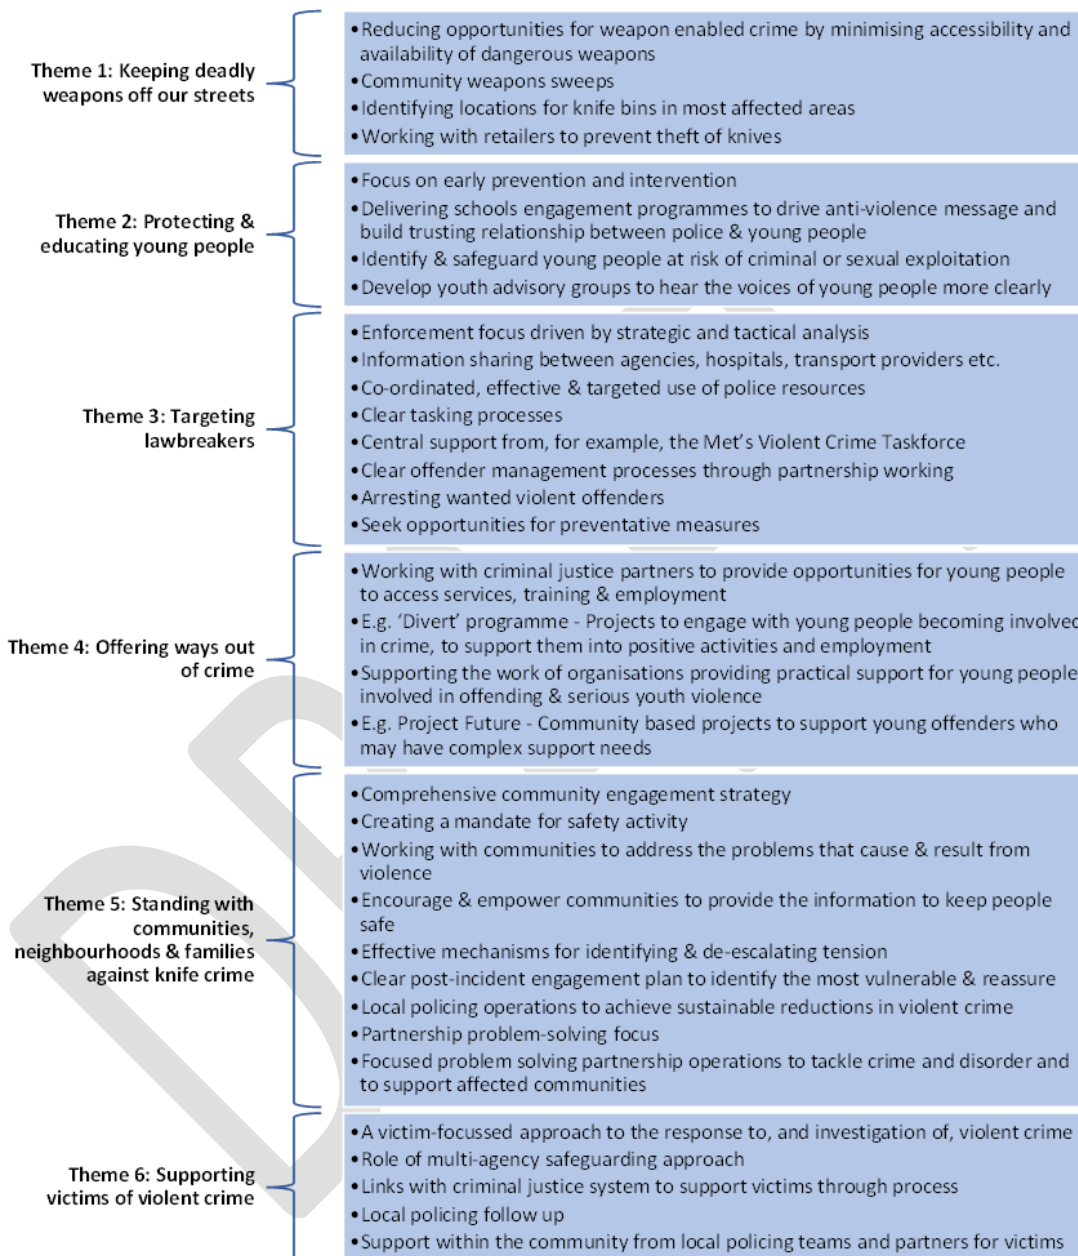 Theme 1: Keeping deadly
weapons off our streets
•Reducing opportunities for weapon enabled crime by minimising accessibility and
availability of dangerous weapons
•Community weapons sweeps
•Identifying locations for knife bins in most affected areas
•Working with retailers to prevent theft of knives
Theme 2: Protecting &
educating young people
•Focus on early prevention and intervention
•Delivering schools engagement programmes to drive anti-violence message and
build trusting relationship between police & young people
•Identify & safeguard young people at risk of criminal or sexual exploitation
•Develop youth advisory groups to hear the voices of young people more clearly
Theme 3: Targeting
lawbreakers
•Enforcement focus driven by strategic and tactical analysis
•Information sharing between agencies, hospitals, transport providers etc.
•Co-ordinated, effective & targeted use of police resources
•Clear tasking processes
•Central support from, for example, the Met's Violent Crime Taskforce
•Clear offender management processes through partnership working
•Arresting wanted violent offenders
•Seek opportunities for preventative measures
Theme 4: Offering ways out
of crime
•Working with criminal justice partners to provide opportunities for young people
to access services, training & employment
•E.g. 'Divert' programme - Projects to engage with young people becoming involved
in crime, to support them into positive activities and employment
•Supporting the work of organisations providing practical support for young people
involved in offending & serious youth violence
•E.g. Project Future - Community based projects to support young offenders who
may have complex support needs
Theme 5: Standing with
communities,
neighbourhoods & families
against knife crime
•Comprehensive community engagement strategy
•Creating a mandate for safety activity
•Working with communities to address the problems that cause & result from
violence
•Encourage & empower communities to provide the information to keep people
safe
•Effective mechanisms for identifying & de-escalating tension
•Clear post-incident engagement plan to identify the most vulnerable & reassure
•Local policing operations to achieve sustainable reductions in violent crime
•Partnership problem-solving focus
•Focused problem solving partnership operations to tackle crime and disorder and
to support affected communities
Theme 6: Supporting
victims of violent crime
•A victim-focussed approach to the response to, and investigation of, violent crime
•Role of multi-agency safeguarding approach
•Links with criminal justice system to support victims through process
•Local policing follow up
•Support within the community from local policing teams and partners for victims